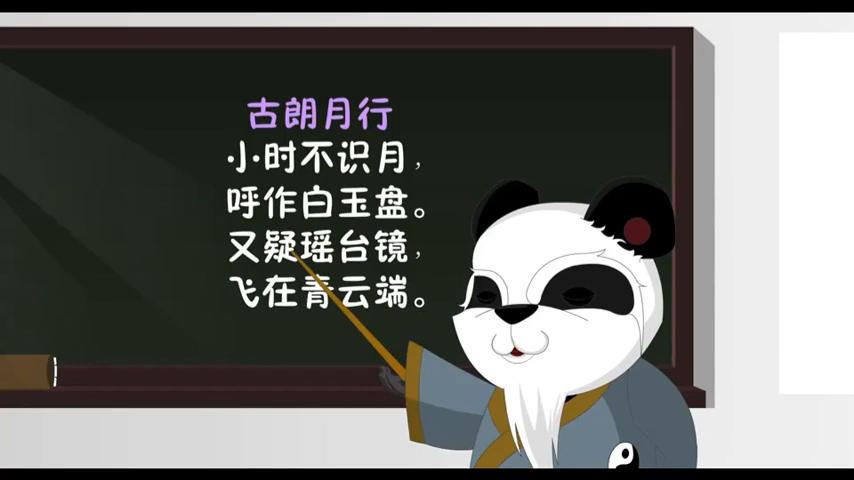 古朗月行
小时不识月，
呼作白玉盘。
又疑瑶台镜，
飞在青云端。